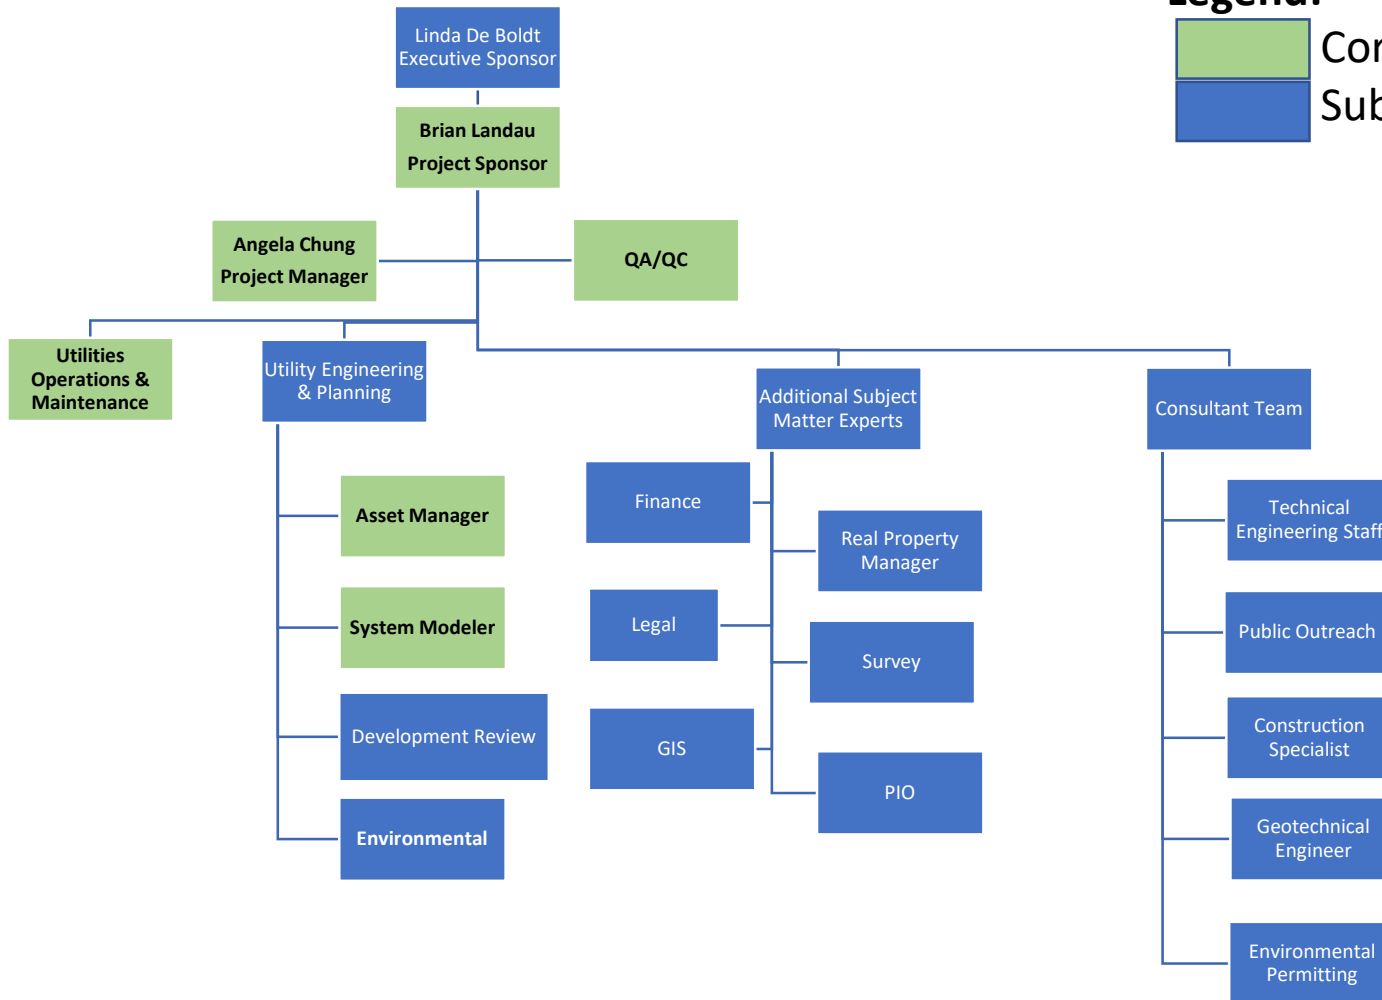 Linda De Boldt
Executive Sponsor
Brian Landau
Project Sponsor
Angela Chung
Project Manager
QA/QC
Utilities
Operations &
Maintenance
Utility Engineering
& Planning
Additional Subject
Matter Experts
Consultant Team
Asset Manager
System Modeler
Development Review
Environmental
Finance
Real Property
Manager
Legal
Survey
GIS
PIO
Technical
Engineering Staff
Public Outreach
Construction
Specialist
Geotechnical
Engineer
Environmental
Permitting